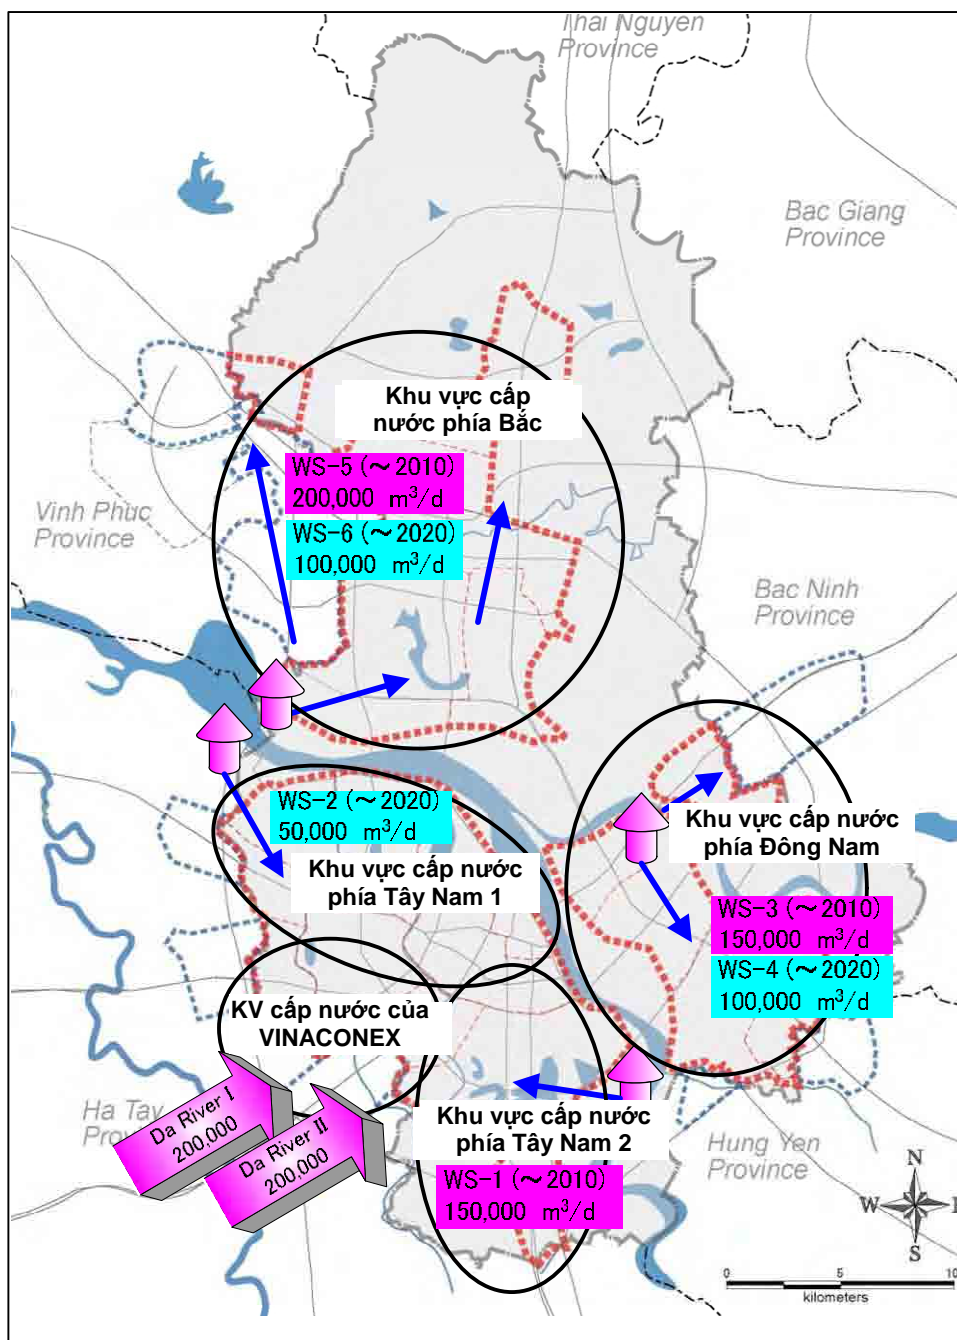 Thai Nguyen
Province
Bac Giang
Province
Khu vực cấp
nước phía Bắc
WS-5 (～2010)
200,000 m³/d
WS-6 (～2020)
100,000 m³/d
Vinh Phuc
Province
Bac Ninh
Province
WS-2 (～2020)
50,000 m³/d
Khu vực cấp nước
phía Tây Nam 1
Khu vực cấp nước
phía Đông Nam
WS-3 (～2010)
150,000 m³/d
WS-4 (～2020)
100,000 m³/d
KV cấp nước của
VINACONEX
Da River I
200,000
Da River II
200,000
Ha Tay
Khu vực cấp nước
phía Tây Nam 2
WS-1 (～2010)
150,000 m³/d
Hung Yen
Province
N
W
S
0 5 10
kilometers